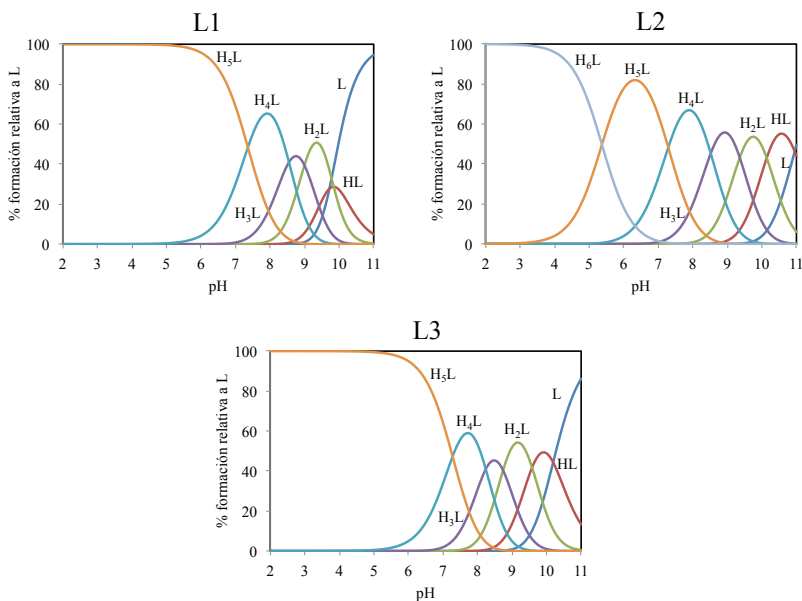 L1
% formación relativa a L
100
80
60
40
20
0
H₅L
H₄L
H₃L
H₂L
HL
L
2 3 4 5 6 7 8 9 10 11
pH
L2
% formación relativa a L
100
80
60
40
20
0
H₆L
H₅L
H₄L
H₃L
H₂L
HL
L
2 3 4 5 6 7 8 9 10 11
pH
L3
% formación relativa a L
100
80
60
40
20
0
H₅L
H₄L
H₃L
H₂L
HL
L
2 3 4 5 6 7 8 9 10 11
pH